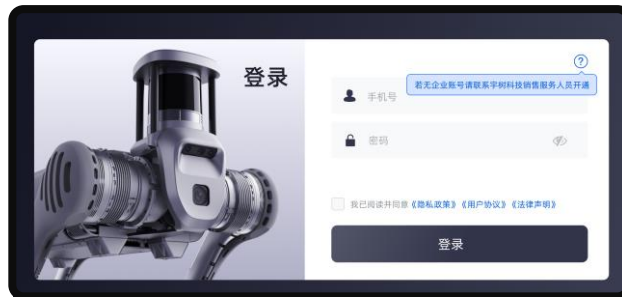 登录
若无企业账号请联系宇树科技销售服务人员开通
手机号
密码
我已阅读并同意《隐私政策》《用户协议》《法律声明》
登录